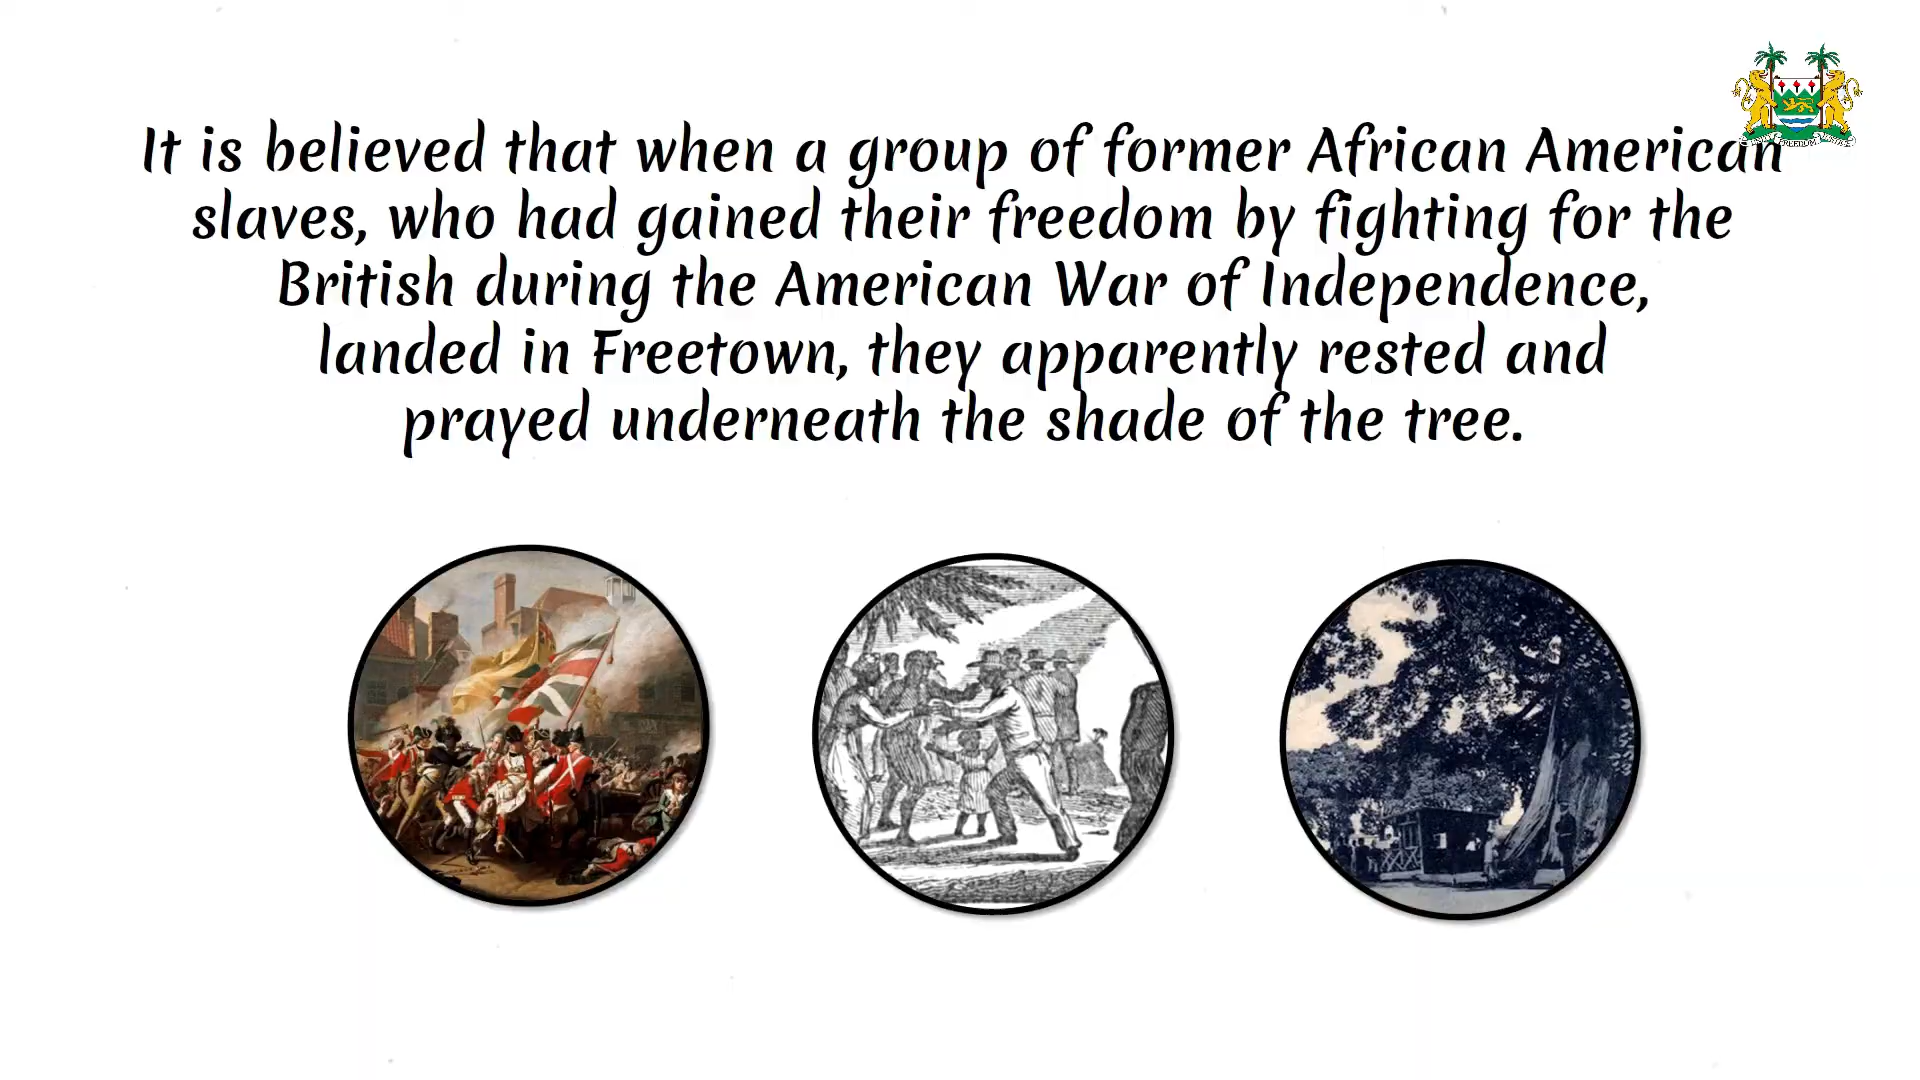 It is believed that when a group of former African American
slaves, who had gained their freedom by fighting for the
British during the American War of Independence,
landed in Freetown, they apparently rested and
prayed underneath the shade of the tree.